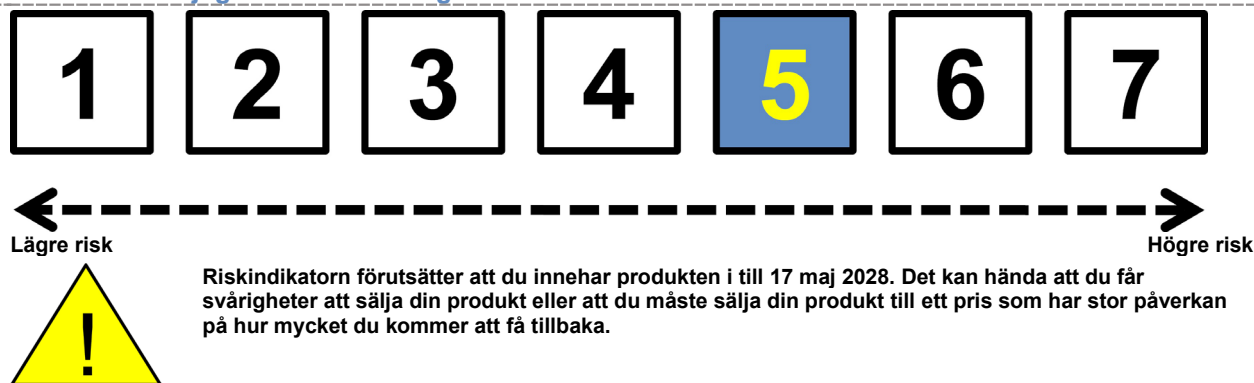 1 2 3 4 5 6 7
Lägre risk Högre risk
Riskindikatorn förutsätter att du innehar produkten i till 17 maj 2028. Det kan hända att du får
svårigheter att sälja din produkt eller att du måste sälja din produkt till ett pris som har stor påverkan
på hur mycket du kommer att få tillbaka.
!